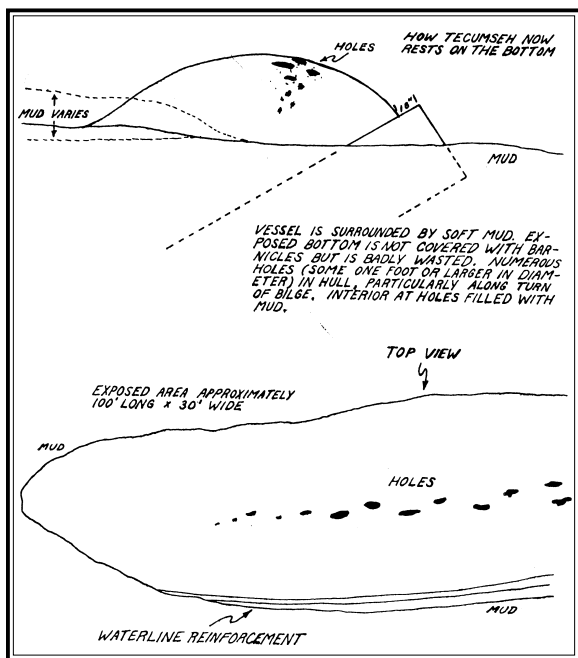 HOW TECUMSEH NOW
RESTS ON THE BOTTOM
HOLES
18"
MUD VARIES
MUD
VESSEL IS SURROUNDED BY SOFT MUD. EX-
POSED BOTTOM IS NOT COVERED WITH BAR-
NICLES BUT IS BADLY WASTED. NUMEROUS
HOLES (SOME ONE FOOT OR LARGER IN DIAM-
ETER) IN HULL, PARTICULARLY ALONG TURN
OF BILGE. INTERIOR AT HOLES FILLED WITH
MUD.
TOP VIEW
EXPOSED AREA APPROXIMATELY
100' LONG x 30' WIDE
MUD
HOLES
MUD
WATERLINE REINFORCEMENT